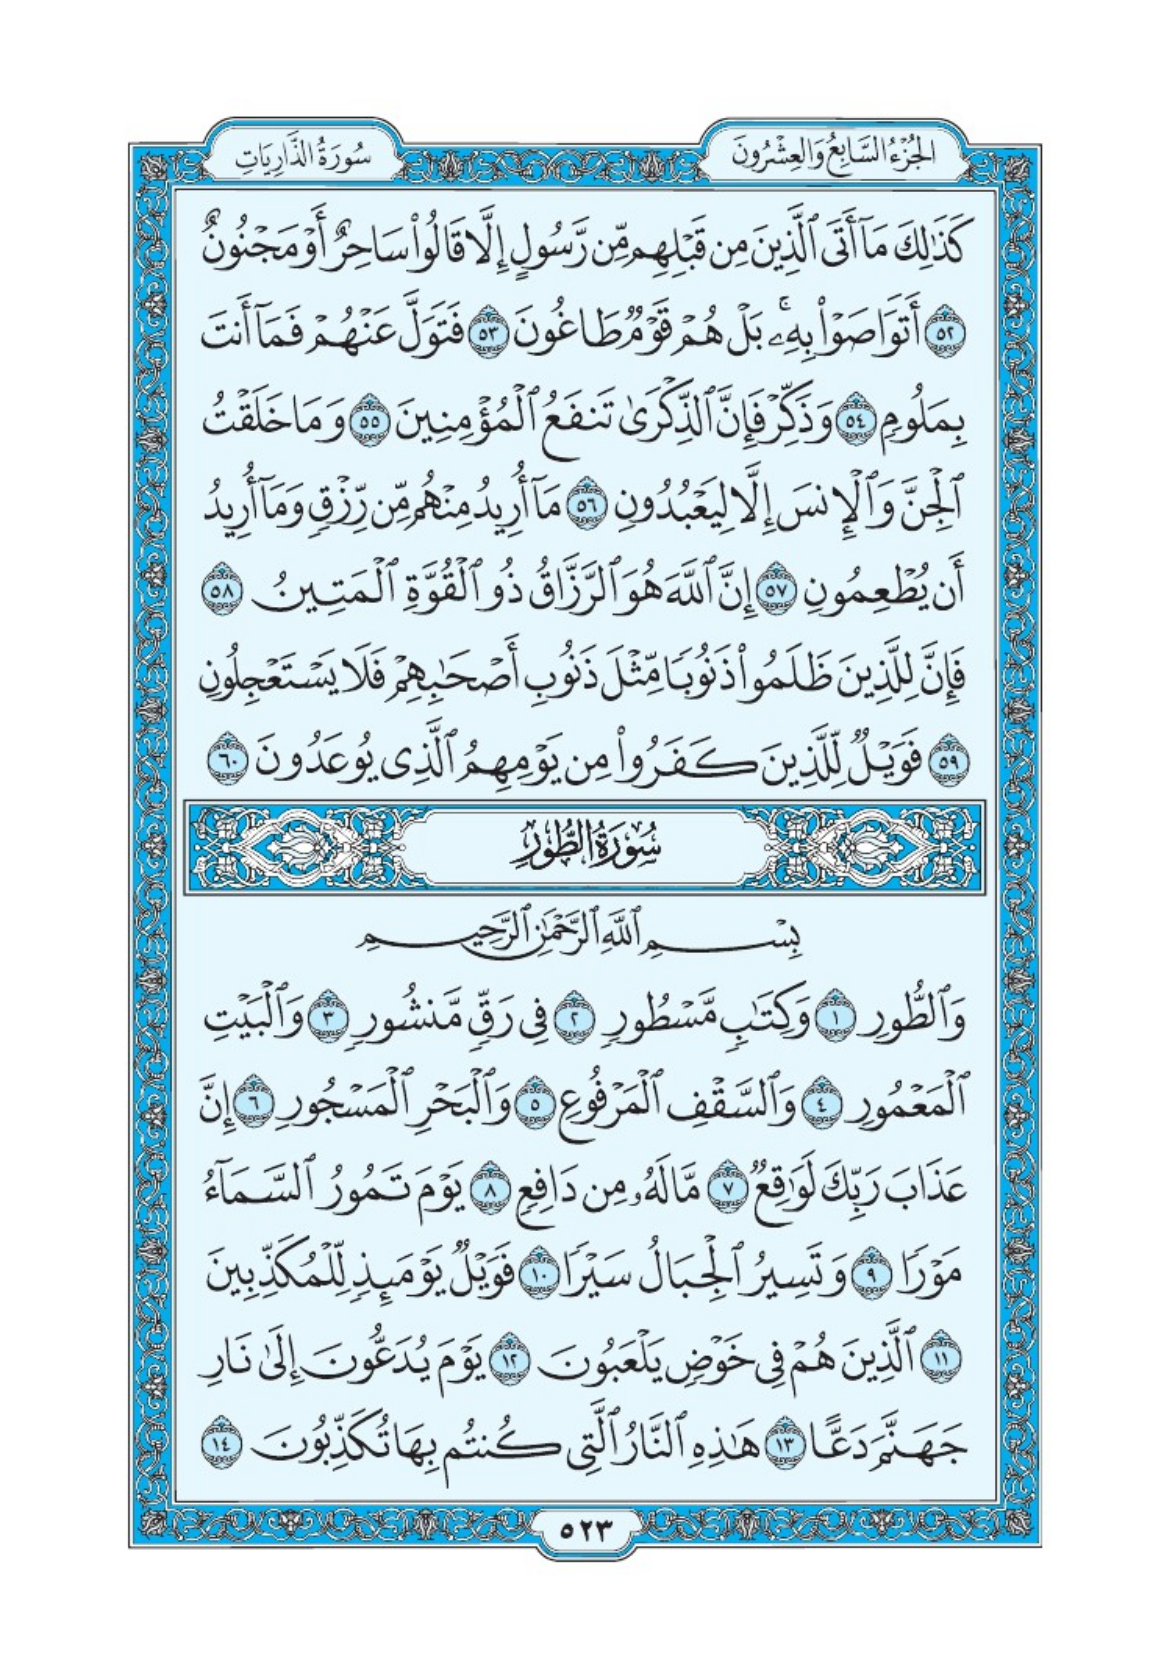 الجُزْءُ السَّابِعُ وَالعِشْرُونَ
سُورَةُ الذَّارِيَاتِ
كَذَٰلِكَ مَآ أَتَى ٱلَّذِينَ مِن قَبْلِهِم مِّن رَّسُولٍ إِلَّا قَالُوا۟ سَاحِرٌ أَوْ مَجْنُونٌ
٥٢ أَتَوَاصَوْا۟ بِهِۦ ۚ بَلْ هُمْ قَوْمٌ طَاغُونَ ٥٣ فَتَوَلَّ عَنْهُمْ فَمَآ أَنتَ
بِمَلُومٍ ٥٤ وَذَكِّرْ فَإِنَّ ٱلذِّكْرَىٰ تَنفَعُ ٱلْمُؤْمِنِينَ ٥٥ وَمَا خَلَقْتُ
ٱلْجِنَّ وَٱلْإِنسَ إِلَّا لِيَعْبُدُونِ ٥٦ مَآ أُرِيدُ مِنْهُم مِّن رِّزْقٍ وَمَآ أُرِيدُ
أَن يُطْعِمُونِ ٥٧ إِنَّ ٱللَّهَ هُوَ ٱلرَّزَّاقُ ذُو ٱلْقُوَّةِ ٱلْمَتِينُ ٥٨
فَإِنَّ لِلَّذِينَ ظَلَمُوا۟ ذَنُوبًا مِّثْلَ ذَنُوبِ أَصْحَٰبِهِمْ فَلَا يَسْتَعْجِلُونِ
٥٩ فَوَيْلٌ لِّلَّذِينَ كَفَرُوا۟ مِن يَوْمِهِمُ ٱلَّذِى يُوعَدُونَ ٦٠
سُورَةُ الطُّورِ
بِسْمِ ٱللَّهِ ٱلرَّحْمَٰنِ ٱلرَّحِيمِ
وَٱلطُّورِ ١ وَكِتَٰبٍ مَّسْطُورٍ ٢ فِى رَقٍّ مَّنشُورٍ ٣ وَٱلْبَيْتِ
ٱلْمَعْمُورِ ٤ وَٱلسَّقْفِ ٱلْمَرْفُوعِ ٥ وَٱلْبَحْرِ ٱلْمَسْجُورِ ٦ إِنَّ
عَذَابَ رَبِّكَ لَوَٰقِعٌ ٧ مَّا لَهُۥ مِن دَافِعٍ ٨ يَوْمَ تَمُورُ ٱلسَّمَآءُ
مَوْرًا ٩ وَتَسِيرُ ٱلْجِبَالُ سَيْرًا ١٠ فَوَيْلٌ يَوْمَئِذٍ لِّلْمُكَذِّبِينَ
١١ ٱلَّذِينَ هُمْ فِى خَوْضٍ يَلْعَبُونَ ١٢ يَوْمَ يُدَعُّونَ إِلَىٰ نَارِ
جَهَنَّمَ دَعًّا ١٣ هَٰذِهِ ٱلنَّارُ ٱلَّتِى كُنتُم بِهَا تُكَذِّبُونَ ١٤
٥٢٣